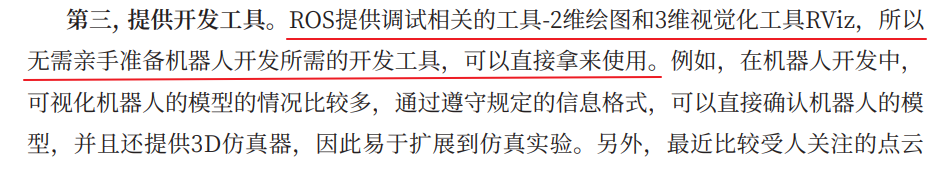 第三, 提供开发工具。ROS提供调试相关的工具-2维绘图和3维视觉化工具RViz，所以
无需亲手准备机器人开发所需的开发工具，可以直接拿来使用。例如，在机器人开发中，
可视化机器人的模型的情况比较多，通过遵守规定的信息格式，可以直接确认机器人的模
型，并且还提供3D仿真器，因此易于扩展到仿真实验。另外，最近比较受人关注的点云